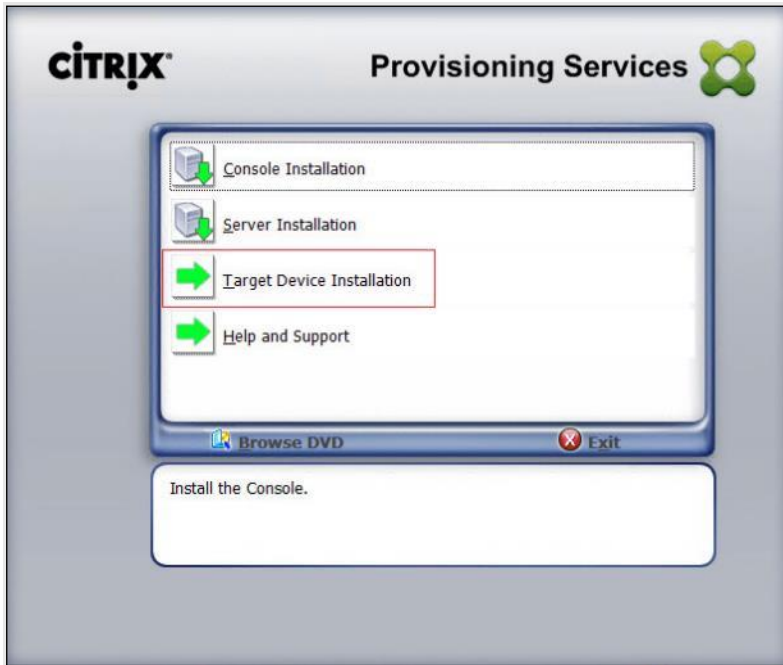 CITRIX®
Provisioning Services
Console Installation
Server Installation
Target Device Installation
Help and Support
Browse DVD
Exit
Install the Console.